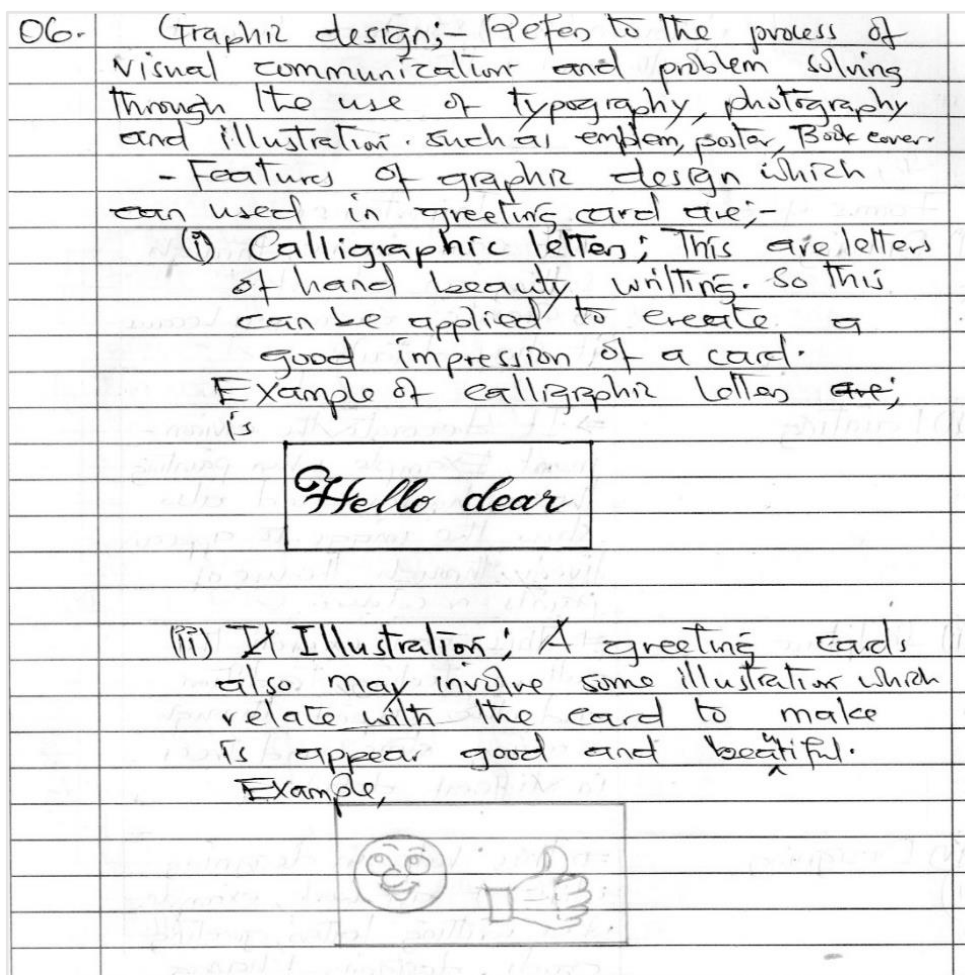 06. Graphic design;- Refers to the process of
visual communication and problem solving
through the use of typography, photography
and illustration. such as emblem, poster, Book cover.
- Features of graphic design which
can used in greeting card are;-
(i) Calligraphic letters; This are letters
of hand beauty writting. so this
can be applied to create a
good impression of a card.
Example of calligraphic letters are;
is
Hello dear
(ii) Illustration; A greeting cards
also may involve some illustration which
relate with the card to make
is appear good and beautiful.
Example,